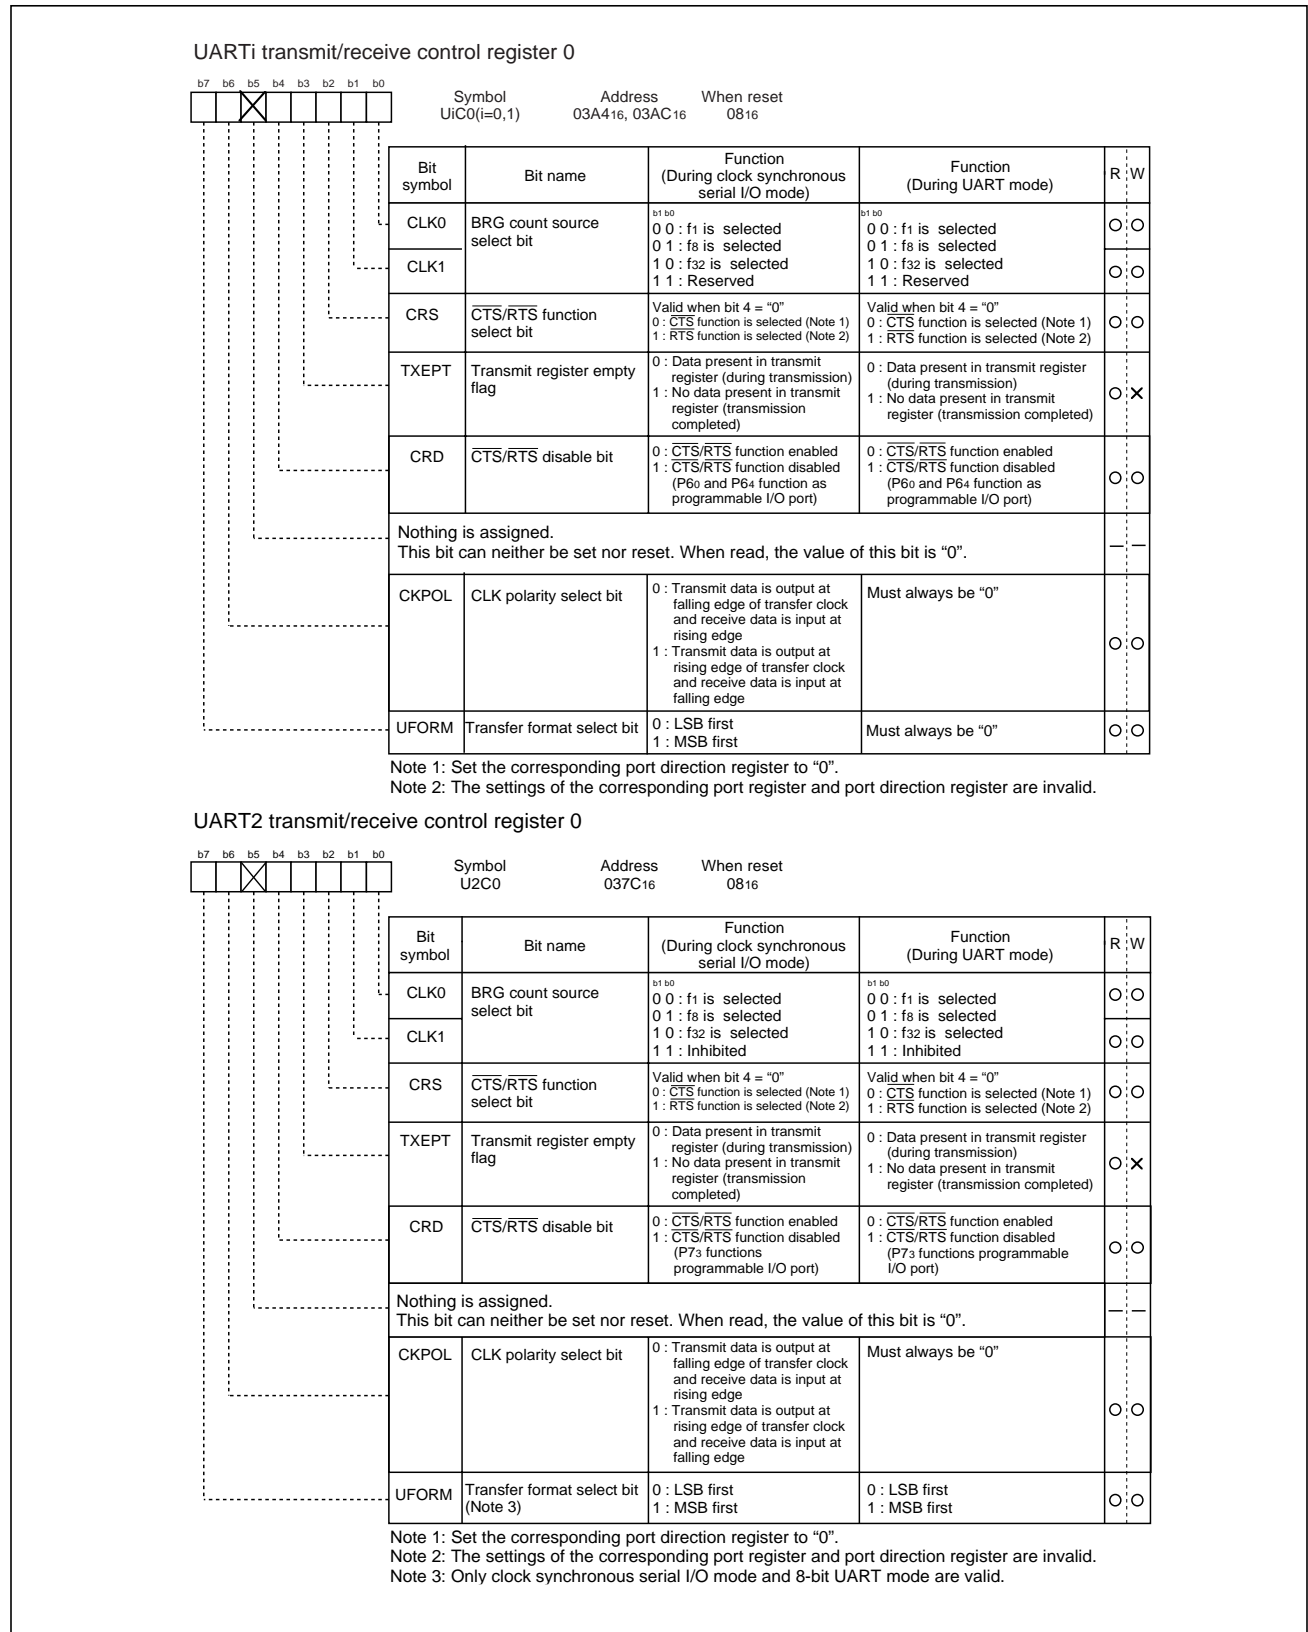 UARTi transmit/receive control register 0
b7 b6 b5 b4 b3 b2 b1 b0
Symbol Address When reset
UiC0(i=0,1) 03A416, 03AC16 0816
Bit symbol
Bit name
Function (During clock synchronous serial I/O mode)
Function (During UART mode)
R W
CLK0
CLK1
BRG count source select bit
b1 b0
0 0 : f1 is selected
0 1 : f8 is selected
1 0 : f32 is selected
1 1 : Reserved
b1 b0
0 0 : f1 is selected
0 1 : f8 is selected
1 0 : f32 is selected
1 1 : Reserved
CRS
CTS/RTS function select bit
Valid when bit 4 = “0”
0 : CTS function is selected (Note 1)
1 : RTS function is selected (Note 2)
Valid when bit 4 = “0”
0 : CTS function is selected (Note 1)
1 : RTS function is selected (Note 2)
TXEPT
Transmit register empty flag
0 : Data present in transmit
register (during transmission)
1 : No data present in transmit
register (transmission
completed)
0 : Data present in transmit register
(during transmission)
1 : No data present in transmit
register (transmission completed)
CRD
CTS/RTS disable bit
0 : CTS/RTS function enabled
1 : CTS/RTS function disabled
(P60 and P64 function as
programmable I/O port)
0 : CTS/RTS function enabled
1 : CTS/RTS function disabled
(P60 and P64 function as
programmable I/O port)
Nothing is assigned.
This bit can neither be set nor reset. When read, the value of this bit is “0”.
CKPOL
CLK polarity select bit
0 : Transmit data is output at
falling edge of transfer clock
and receive data is input at
rising edge
1 : Transmit data is output at
rising edge of transfer clock
and receive data is input at
falling edge
Must always be “0”
UFORM
Transfer format select bit
0 : LSB first
1 : MSB first
Must always be “0”
Note 1: Set the corresponding port direction register to “0”.
Note 2: The settings of the corresponding port register and port direction register are invalid.
UART2 transmit/receive control register 0
b7 b6 b5 b4 b3 b2 b1 b0
Symbol Address When reset
U2C0 037C16 0816
Bit symbol
Bit name
Function (During clock synchronous serial I/O mode)
Function (During UART mode)
R W
CLK0
CLK1
BRG count source select bit
b1 b0
0 0 : f1 is selected
0 1 : f8 is selected
1 0 : f32 is selected
1 1 : Inhibited
b1 b0
0 0 : f1 is selected
0 1 : f8 is selected
1 0 : f32 is selected
1 1 : Inhibited
CRS
CTS/RTS function select bit
Valid when bit 4 = “0”
0 : CTS function is selected (Note 1)
1 : RTS function is selected (Note 2)
Valid when bit 4 = “0”
0 : CTS function is selected (Note 1)
1 : RTS function is selected (Note 2)
TXEPT
Transmit register empty flag
0 : Data present in transmit
register (during transmission)
1 : No data present in transmit
register (transmission
completed)
0 : Data present in transmit register
(during transmission)
1 : No data present in transmit
register (transmission completed)
CRD
CTS/RTS disable bit
0 : CTS/RTS function enabled
1 : CTS/RTS function disabled
(P73 functions
programmable I/O port)
0 : CTS/RTS function enabled
1 : CTS/RTS function disabled
(P73 functions programmable
I/O port)
Nothing is assigned.
This bit can neither be set nor reset. When read, the value of this bit is “0”.
CKPOL
CLK polarity select bit
0 : Transmit data is output at
falling edge of transfer clock
and receive data is input at
rising edge
1 : Transmit data is output at
rising edge of transfer clock
and receive data is input at
falling edge
Must always be “0”
UFORM
Transfer format select bit (Note 3)
0 : LSB first
1 : MSB first
0 : LSB first
1 : MSB first
Note 1: Set the corresponding port direction register to “0”.
Note 2: The settings of the corresponding port register and port direction register are invalid.
Note 3: Only clock synchronous serial I/O mode and 8-bit UART mode are valid.